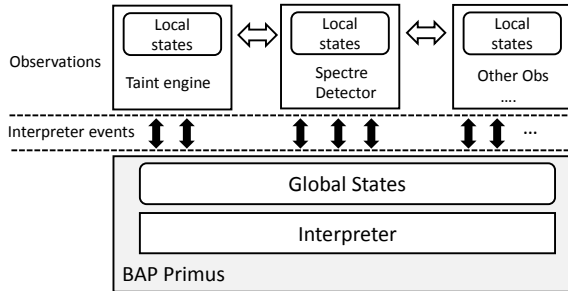 Local
states
Local
states
Local
states
Observations
Taint engine
Spectre
Detector
Other Obs
....
Interpreter events
...
Global States
Interpreter
BAP Primus